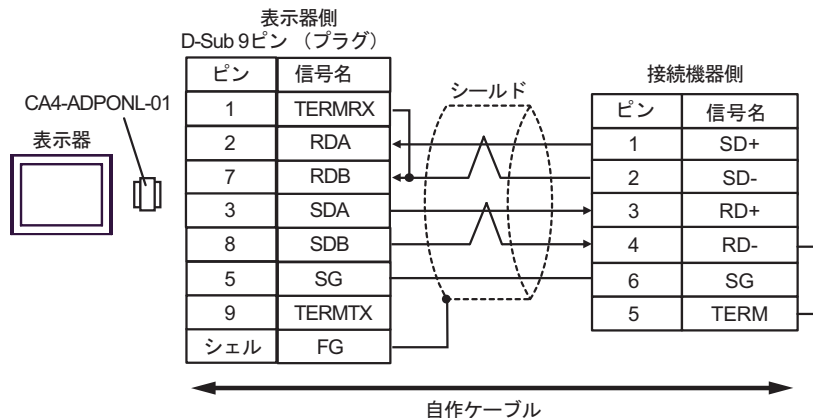 表示器側
D-Sub 9ピン （プラグ）
ピン 信号名
1 TERMRX
2 RDA
7 RDB
3 SDA
8 SDB
5 SG
9 TERMTX
シェル FG
CA4-ADPONL-01
表示器
シールド
接続機器側
ピン 信号名
1 SD+
2 SD-
3 RD+
4 RD-
6 SG
5 TERM
自作ケーブル